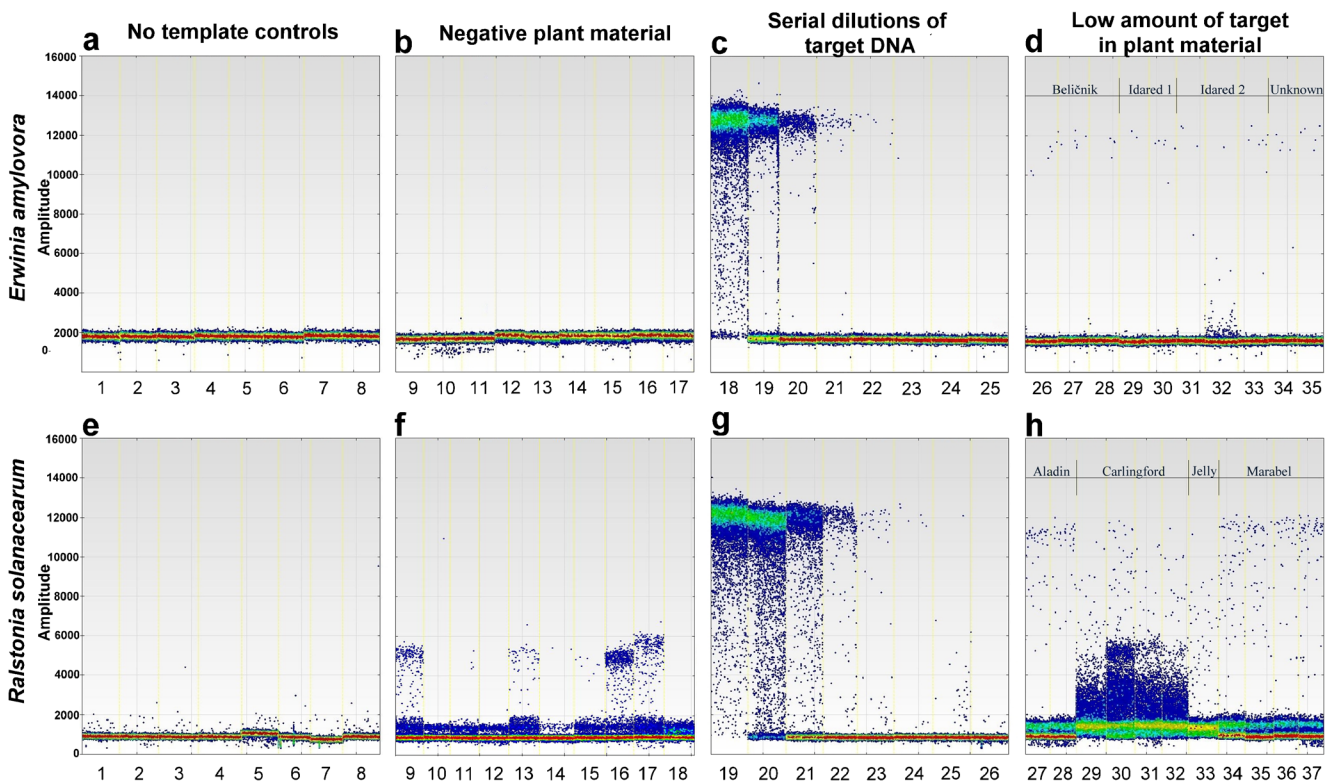 a No template controls
b Negative plant material
c Serial dilutions of
target DNA
d Low amount of target
in plant material
Erwinia amylovora
Amplitude
16000
14000
12000
10000
8000
6000
4000
2000
0
Beličnik Idared 1 Idared 2 Unknown
1 2 3 4 5 6 7 8
9 10 11 12 13 14 15 16 17
18 19 20 21 22 23 24 25
26 27 28 29 30 31 32 33 34 35
e f g h
Ralstonia solanacearum
Amplitude
16000
14000
12000
10000
8000
6000
4000
2000
0
Aladin Carlingford Jelly Marabel
1 2 3 4 5 6 7 8
9 10 11 12 13 14 15 16 17 18
19 20 21 22 23 24 25 26
27 28 29 30 31 32 33 34 35 36 37